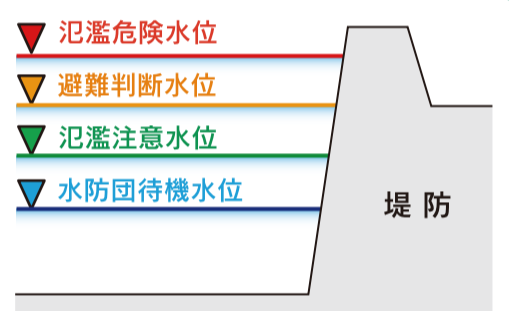 氾濫危険水位
避難判断水位
氾濫注意水位
水防団待機水位
堤防